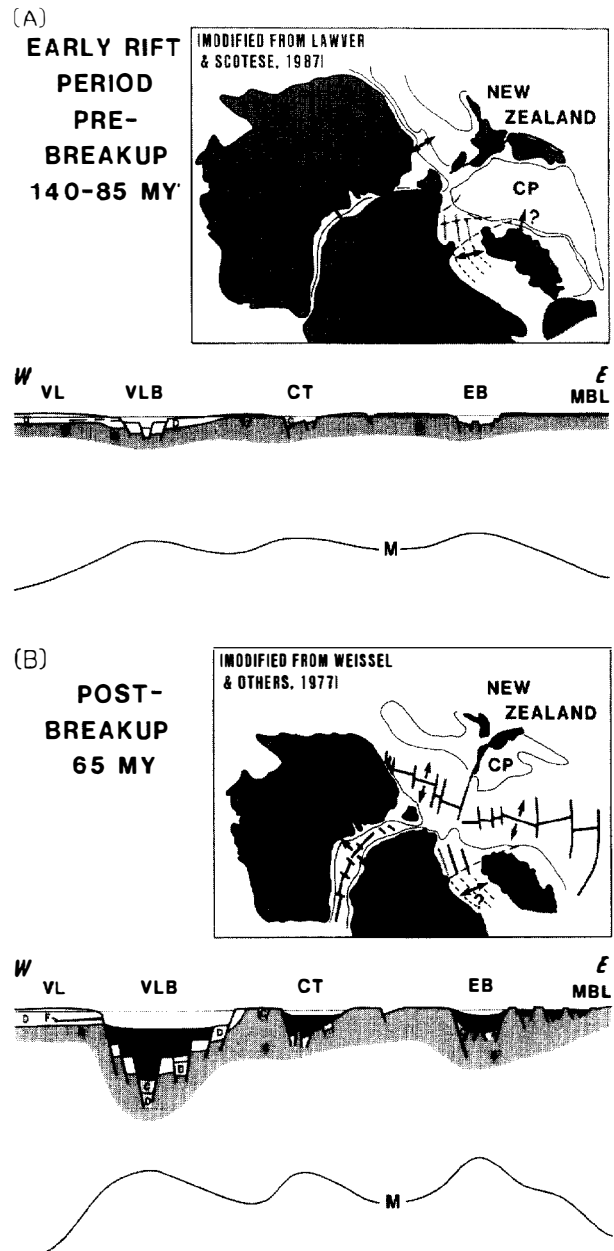 (A)
EARLY RIFT
PERIOD
PRE-
BREAKUP
140-85 MY
[MODIFIED FROM LAWVER
& SCOTESE, 1987]
NEW
ZEALAND
CP
?
W
E
VL VLB CT EB MBL
M
(B)
POST-
BREAKUP
65 MY
[MODIFIED FROM WEISSEL
& OTHERS, 1977]
NEW
ZEALAND
CP
?
W
E
VL VLB CT EB MBL
D F D
D
D
M